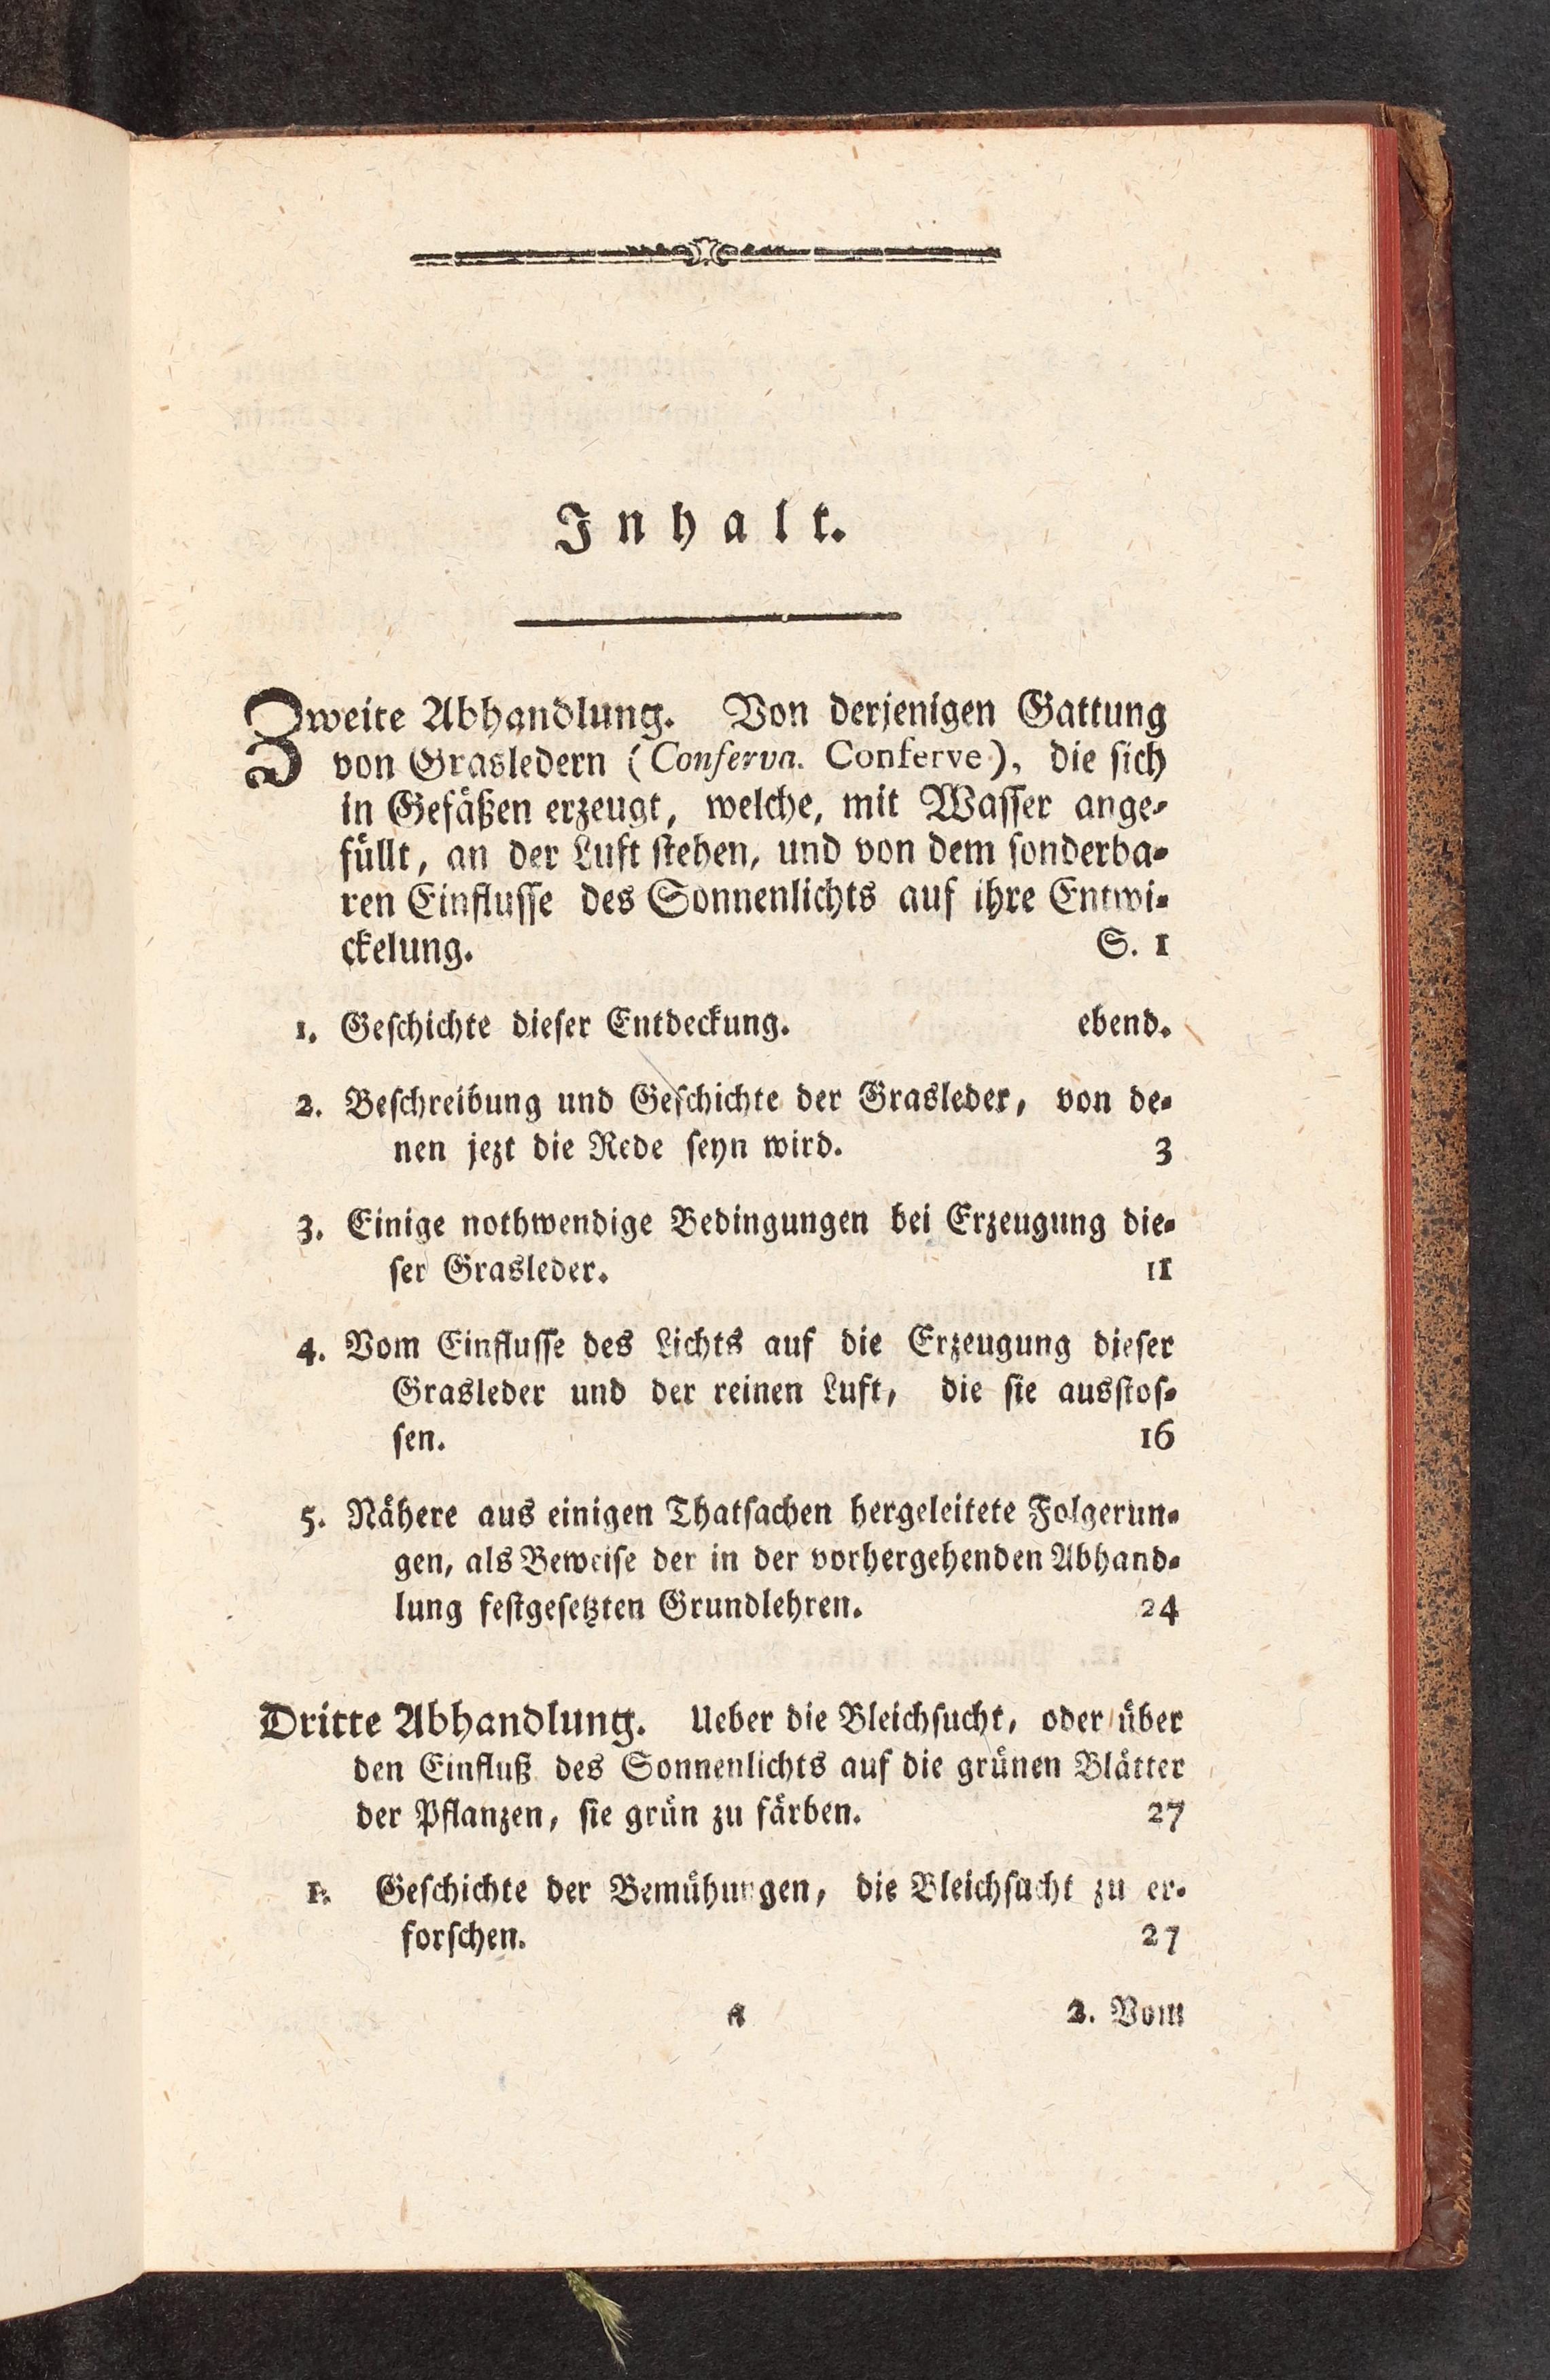 Inhalt.
Zweite Abhandlung. Von derjenigen Gattung
von Grasledern (Conferva. Conferve), die sich
in Gefäßen erzeugt, welche, mit Wasser ange-
füllt, an der Luft stehen, und von dem sonderba-
ren Einflusse des Sonnenlichts auf ihre Entwi-
ckelung. S. 1
1. Geschichte dieser Entdeckung. ebend.
2. Beschreibung und Geschichte der Grasleder, von de-
nen jezt die Rede seyn wird. 3
3. Einige nothwendige Bedingungen bei Erzeugung die-
ser Grasleder. 11
4. Vom Einflusse des Lichts auf die Erzeugung dieser
Grasleder und der reinen Luft, die sie ausstos-
sen. 16
5. Nähere aus einigen Thatsachen hergeleitete Folgerun-
gen, als Beweise der in der vorhergehenden Abhand-
lung festgesetzten Grundlehren. 24
Dritte Abhandlung. Ueber die Bleichsucht, oder über
den Einfluß des Sonnenlichts auf die grünen Blätter
der Pflanzen, sie grün zu färben. 27
1. Geschichte der Bemühungen, die Bleichsucht zu er-
forschen. 27
a 2. Vom